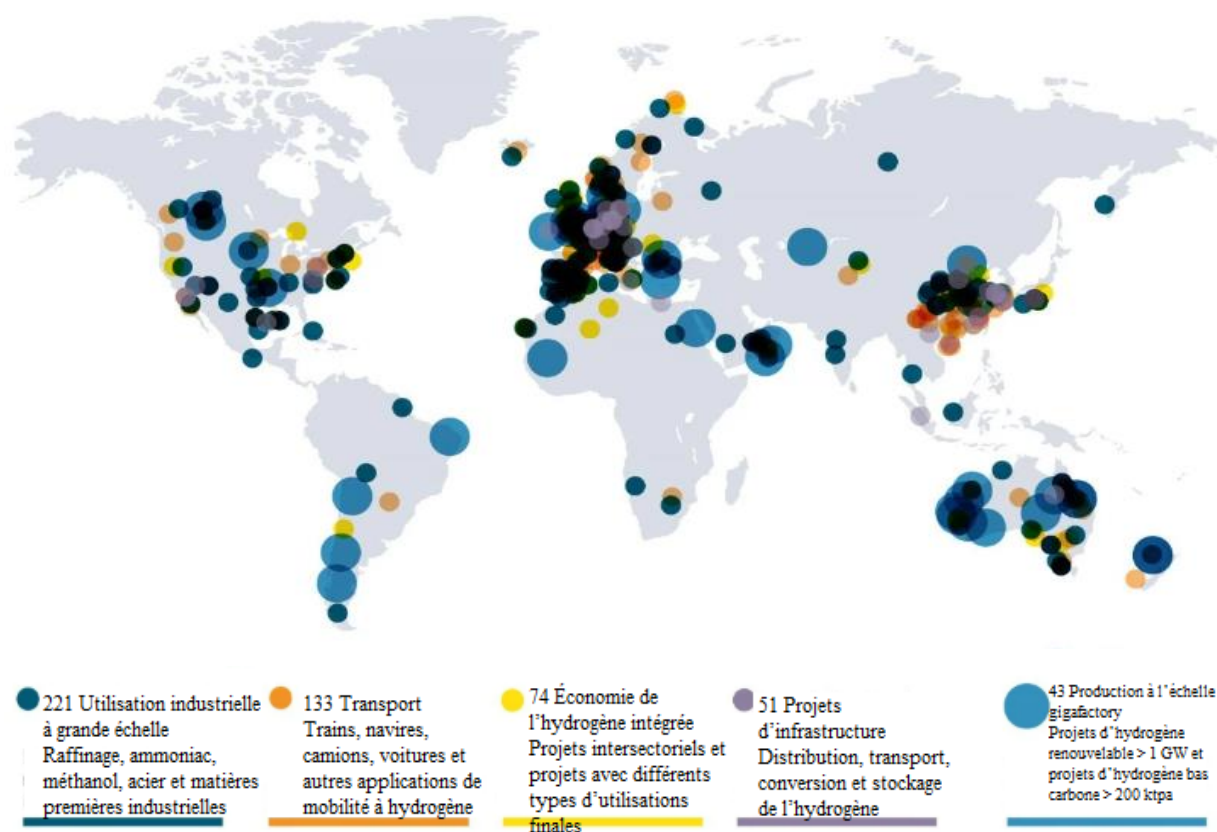 221 Utilisation industrielle
à grande échelle
Raffinage, ammoniac,
méthanol, acier et matières
premières industrielles
133 Transport
Trains, navires,
camions, voitures et
autres applications de
mobilité à hydrogène
74 Économie de
l’hydrogène intégrée
Projets intersectoriels et
projets avec différents
types d’utilisations
finales
51 Projets
d’infrastructure
Distribution, transport,
conversion et stockage
de l’hydrogène
43 Production à l’échelle
gigafactory
Projets d’hydrogène
renouvelable > 1 GW et
projets d’hydrogène bas
carbone > 200 ktpa